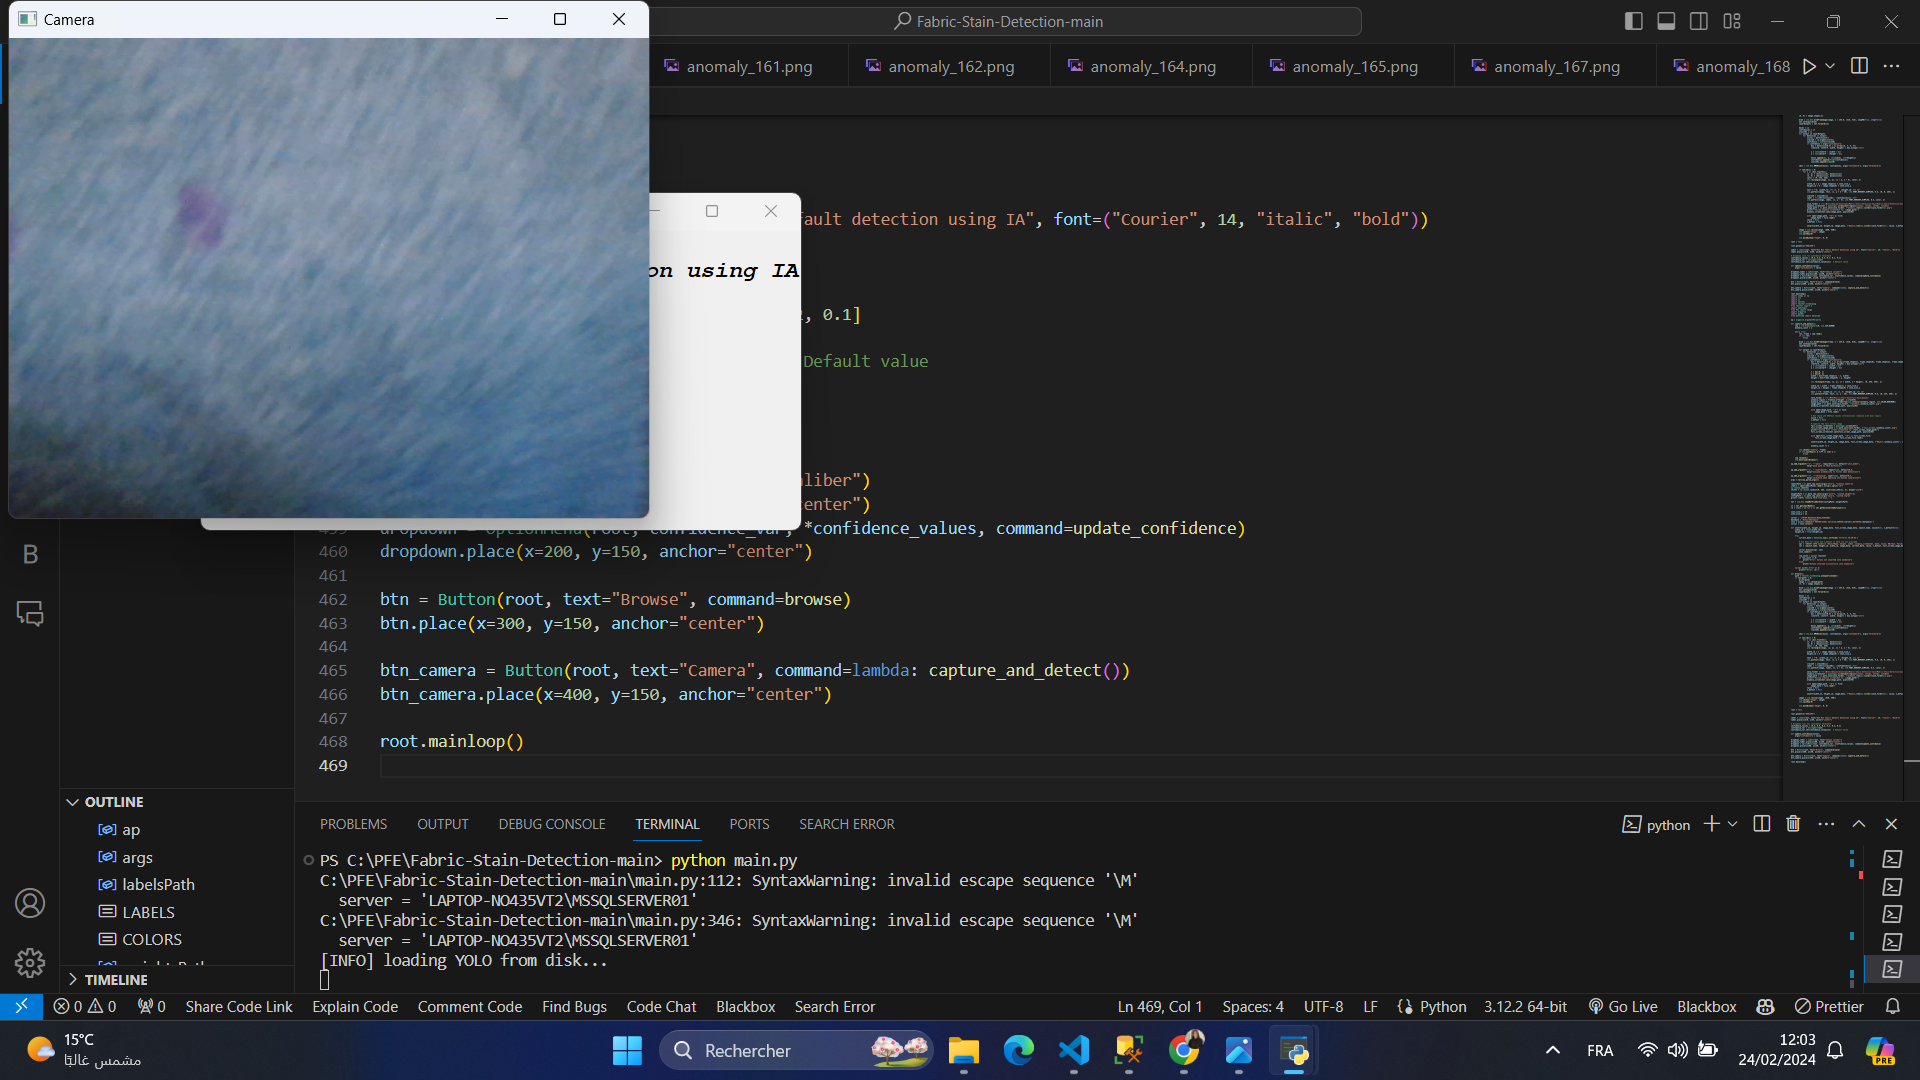 Camera
Fabric-Stain-Detection-main
anomaly_161.png
anomaly_162.png
anomaly_164.png
anomaly_165.png
anomaly_167.png
anomaly_168
fault detection using IA", font=("Courier", 14, "italic", "bold"))
on using IA
, 0.1]
Default value
liber")
center")
*confidence_values, command=update_confidence)
460 dropdown.place(x=200, y=150, anchor="center")
461
462 btn = Button(root, text="Browse", command=browse)
463 btn.place(x=300, y=150, anchor="center")
464
465 btn_camera = Button(root, text="Camera", command=lambda: capture_and_detect())
466 btn_camera.place(x=400, y=150, anchor="center")
467
468 root.mainloop()
469
OUTLINE
ap
args
labelsPath
LABELS
COLORS
TIMELINE
PROBLEMS OUTPUT DEBUG CONSOLE TERMINAL PORTS SEARCH ERROR
python
PS C:\PFE\Fabric-Stain-Detection-main> python main.py
C:\PFE\Fabric-Stain-Detection-main\main.py:112: SyntaxWarning: invalid escape sequence '\M'
server = 'LAPTOP-NO435VT2\MSSQLSERVER01'
C:\PFE\Fabric-Stain-Detection-main\main.py:346: SyntaxWarning: invalid escape sequence '\M'
server = 'LAPTOP-NO435VT2\MSSQLSERVER01'
[INFO] loading YOLO from disk...
0 0 0 Share Code Link Explain Code Comment Code Find Bugs Code Chat Blackbox Search Error
Ln 469, Col 1 Spaces: 4 UTF-8 LF Python 3.12.2 64-bit Go Live Blackbox Prettier
15°C
مشمس غالبًا
Rechercher
FRA
12:03
24/02/2024
PRE